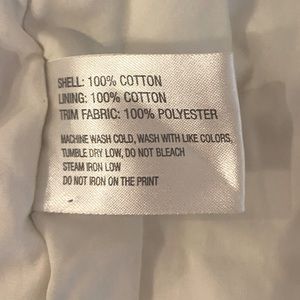 SHELL: 100% COTTON
LINING: 100% COTTON
TRIM FABRIC: 100% POLYESTER
MACHINE WASH COLD, WASH WITH LIKE COLORS,
TUMBLE DRY LOW, DO NOT BLEACH
STEAM IRON LOW
DO NOT IRON ON THE PRINT